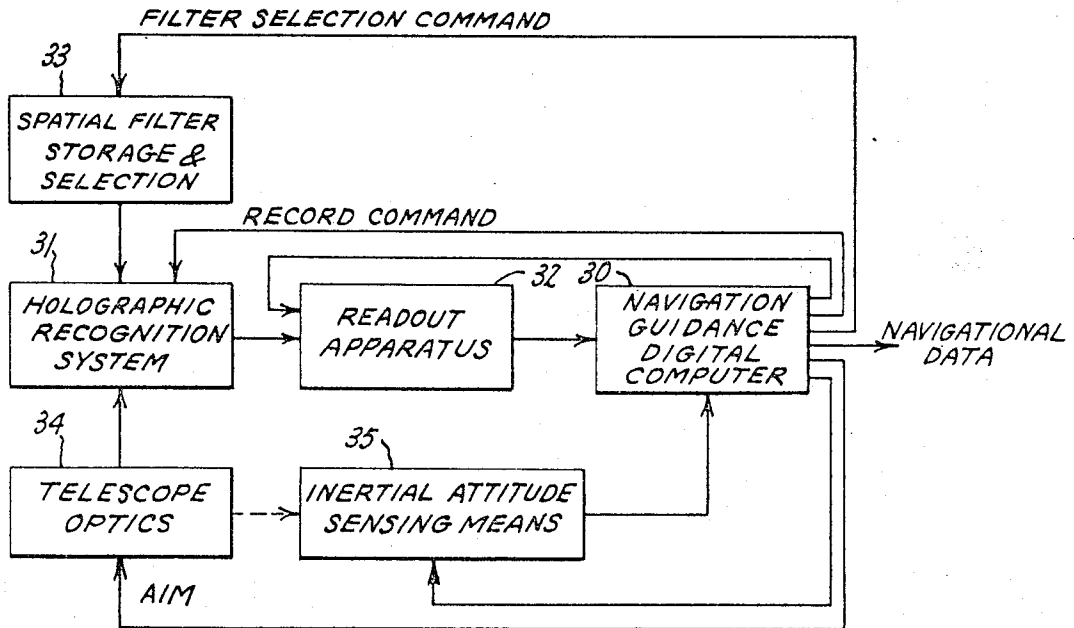 FILTER SELECTION COMMAND
33
SPATIAL FILTER
STORAGE &
SELECTION
RECORD COMMAND
31
HOLOGRAPHIC
RECOGNITION
SYSTEM
32
READOUT
APPARATUS
30
NAVIGATION
GUIDANCE
DIGITAL
COMPUTER
NAVIGATIONAL
DATA
34
TELESCOPE
OPTICS
35
INERTIAL ATTITUDE
SENSING MEANS
AIM